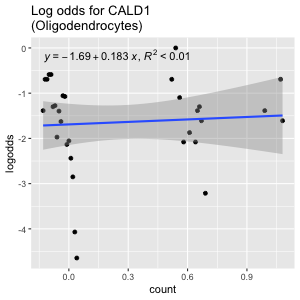 Log odds for CALD1
(Oligodendrocytes)
y = −1.69 + 0.183 x, R² < 0.01
0
-1
-2
-3
-4
logodds
0.0 0.3 0.6 0.9
count